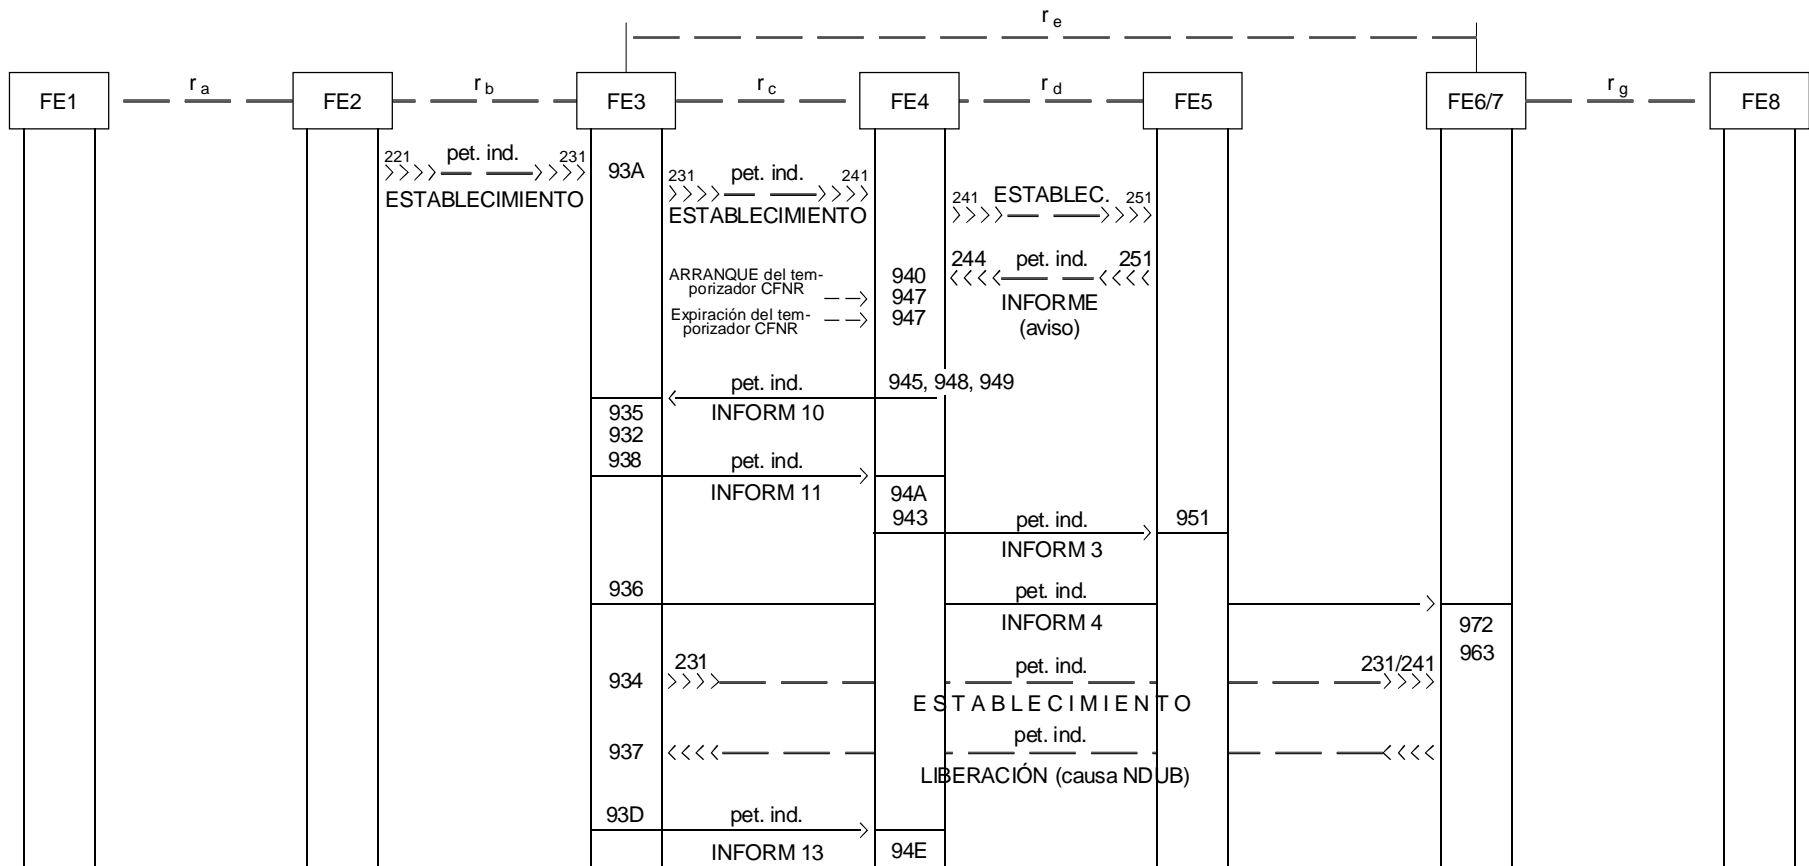 r e
FE1 r a FE2 r b FE3 r c FE4 r d FE5 FE6/7 r g FE8
221 pet. ind. 231
ESTABLECIMIENTO
93A
231 pet. ind. 241
ESTABLECIMIENTO
241 ESTABLEC. 251
244 pet. ind. 251
INFORME
(aviso)
ARRANQUE del tem-
porizador CFNR
940
947
Expiración del tem-
porizador CFNR
947
pet. ind. 945, 948, 949
INFORM 10
935
932
938 pet. ind.
INFORM 11
94A
943 pet. ind. 951
INFORM 3
936 pet. ind.
INFORM 4
972
963
934 231 pet. ind. 231/241
ESTABLECIMIENTO
937 pet. ind.
LIBERACIÓN (causa NDUB)
93D pet. ind.
INFORM 13 94E